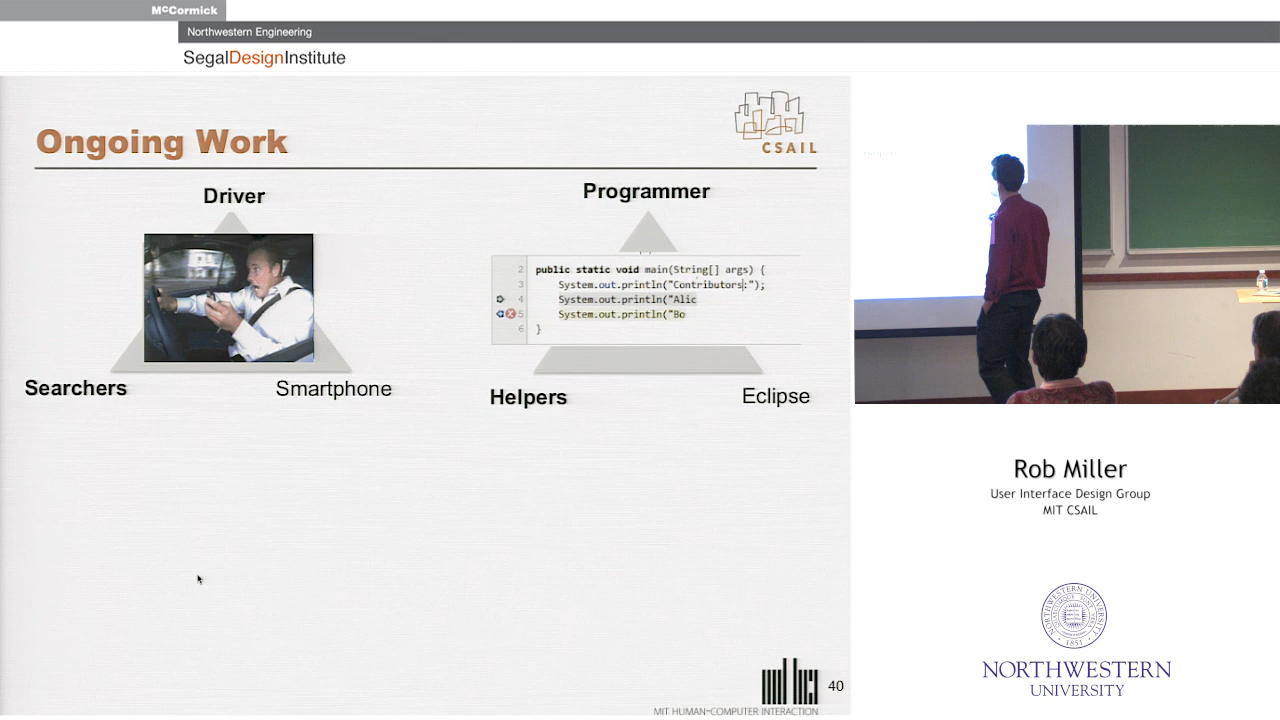 McCormick
Northwestern Engineering
SegalDesignInstitute
Ongoing Work
CSAIL
Driver
Searchers
Smartphone
Programmer
2 public static void main(String[] args) {
3 System.out.println("Contributors:");
4 System.out.println("Alic
5 System.out.println("Bo
6 }
Helpers
Eclipse
MIT HUMAN-COMPUTER INTERACTION
40
Rob Miller
User Interface Design Group
MIT CSAIL
1851
NORTHWESTERN
UNIVERSITY